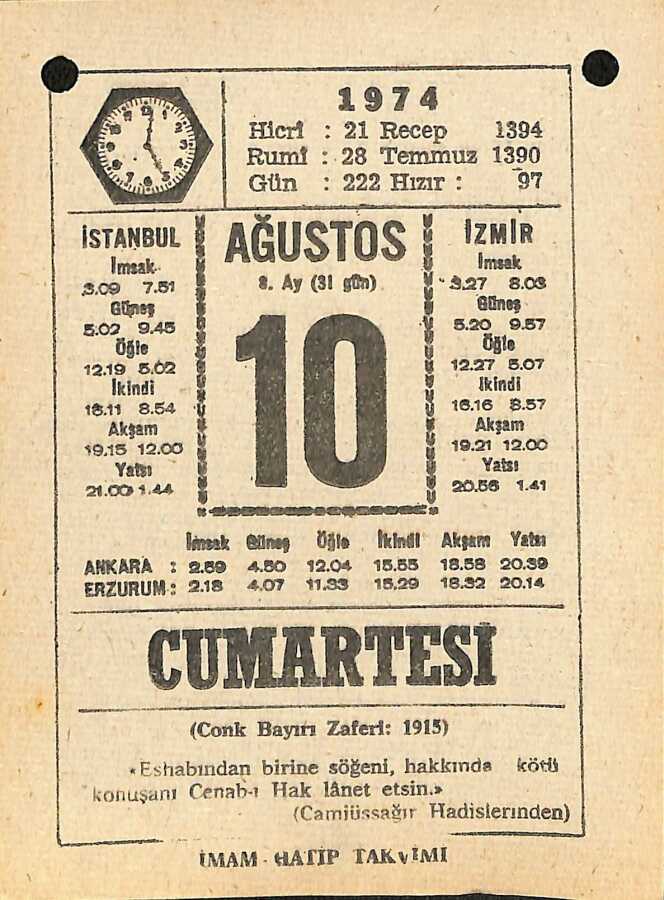 1974
Hicrî : 21 Recep 1394
Rumî : 28 Temmuz 1390
Gün : 222 Hızır : 97
İSTANBUL
İmsak
3.09 7.51
Güneş
5.02 9.45
Öğle
12.19 5.02
İkindi
16.11 8.54
Akşam
19.15 12.00
Yatsı
21.00 1.44
AĞUSTOS
8. Ay (31 gün)
10
İZMİR
İmsak
3.27 8.03
Güneş
5.20 9.57
Öğle
12.27 5.07
İkindi
16.16 8.57
Akşam
19.21 12.00
Yatsı
20.56 1.41
İmsak Güneş Öğle İkindi Akşam Yatsı
ANKARA : 2.59 4.50 12.04 15.55 18.58 20.39
ERZURUM : 2.18 4.07 11.33 15.29 18.32 20.14
CUMARTESİ
(Conk Bayırı Zaferi: 1915)
«Eshabından birine söğeni, hakkında kötü
konuşanı Cenab-ı Hak lânet etsin.»
(Camiüssağır Hadislerinden)
İMAM - HATİP TAKVİMİ